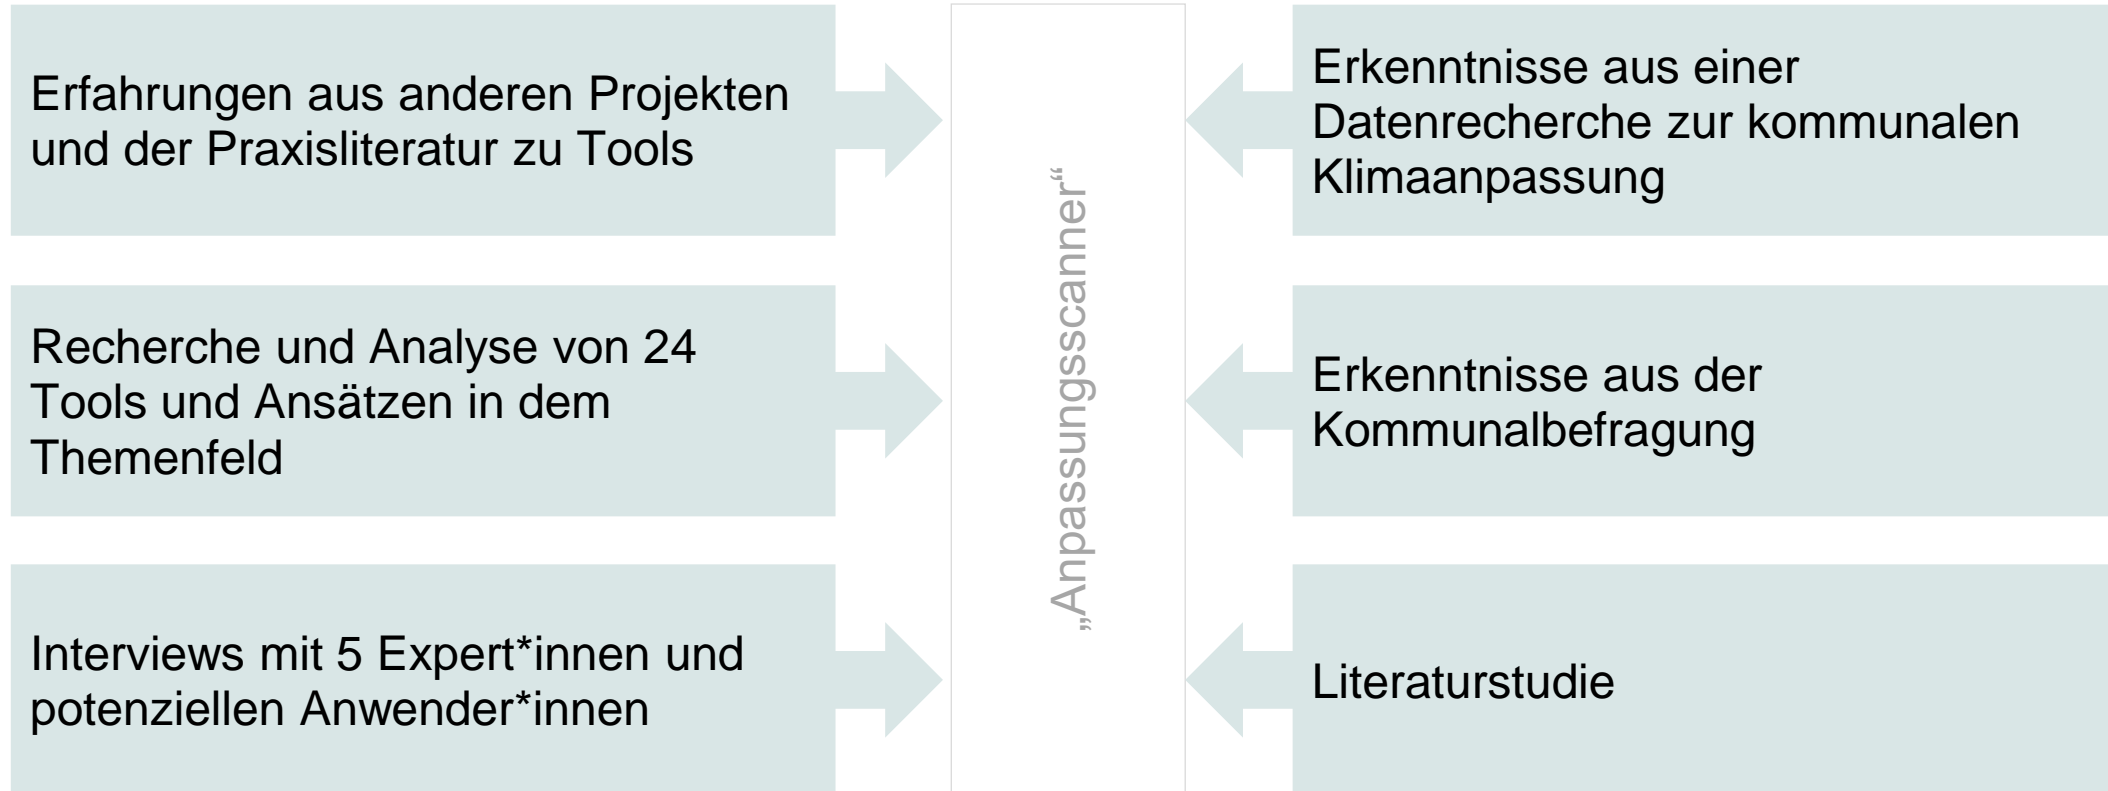 Erfahrungen aus anderen Projekten
und der Praxisliteratur zu Tools
Recherche und Analyse von 24
Tools und Ansätzen in dem
Themenfeld
Interviews mit 5 Expert*innen und
potenziellen Anwender*innen
„Anpassungsscanner“
Erkenntnisse aus einer
Datenrecherche zur kommunalen
Klimaanpassung
Erkenntnisse aus der
Kommunalbefragung
Literaturstudie